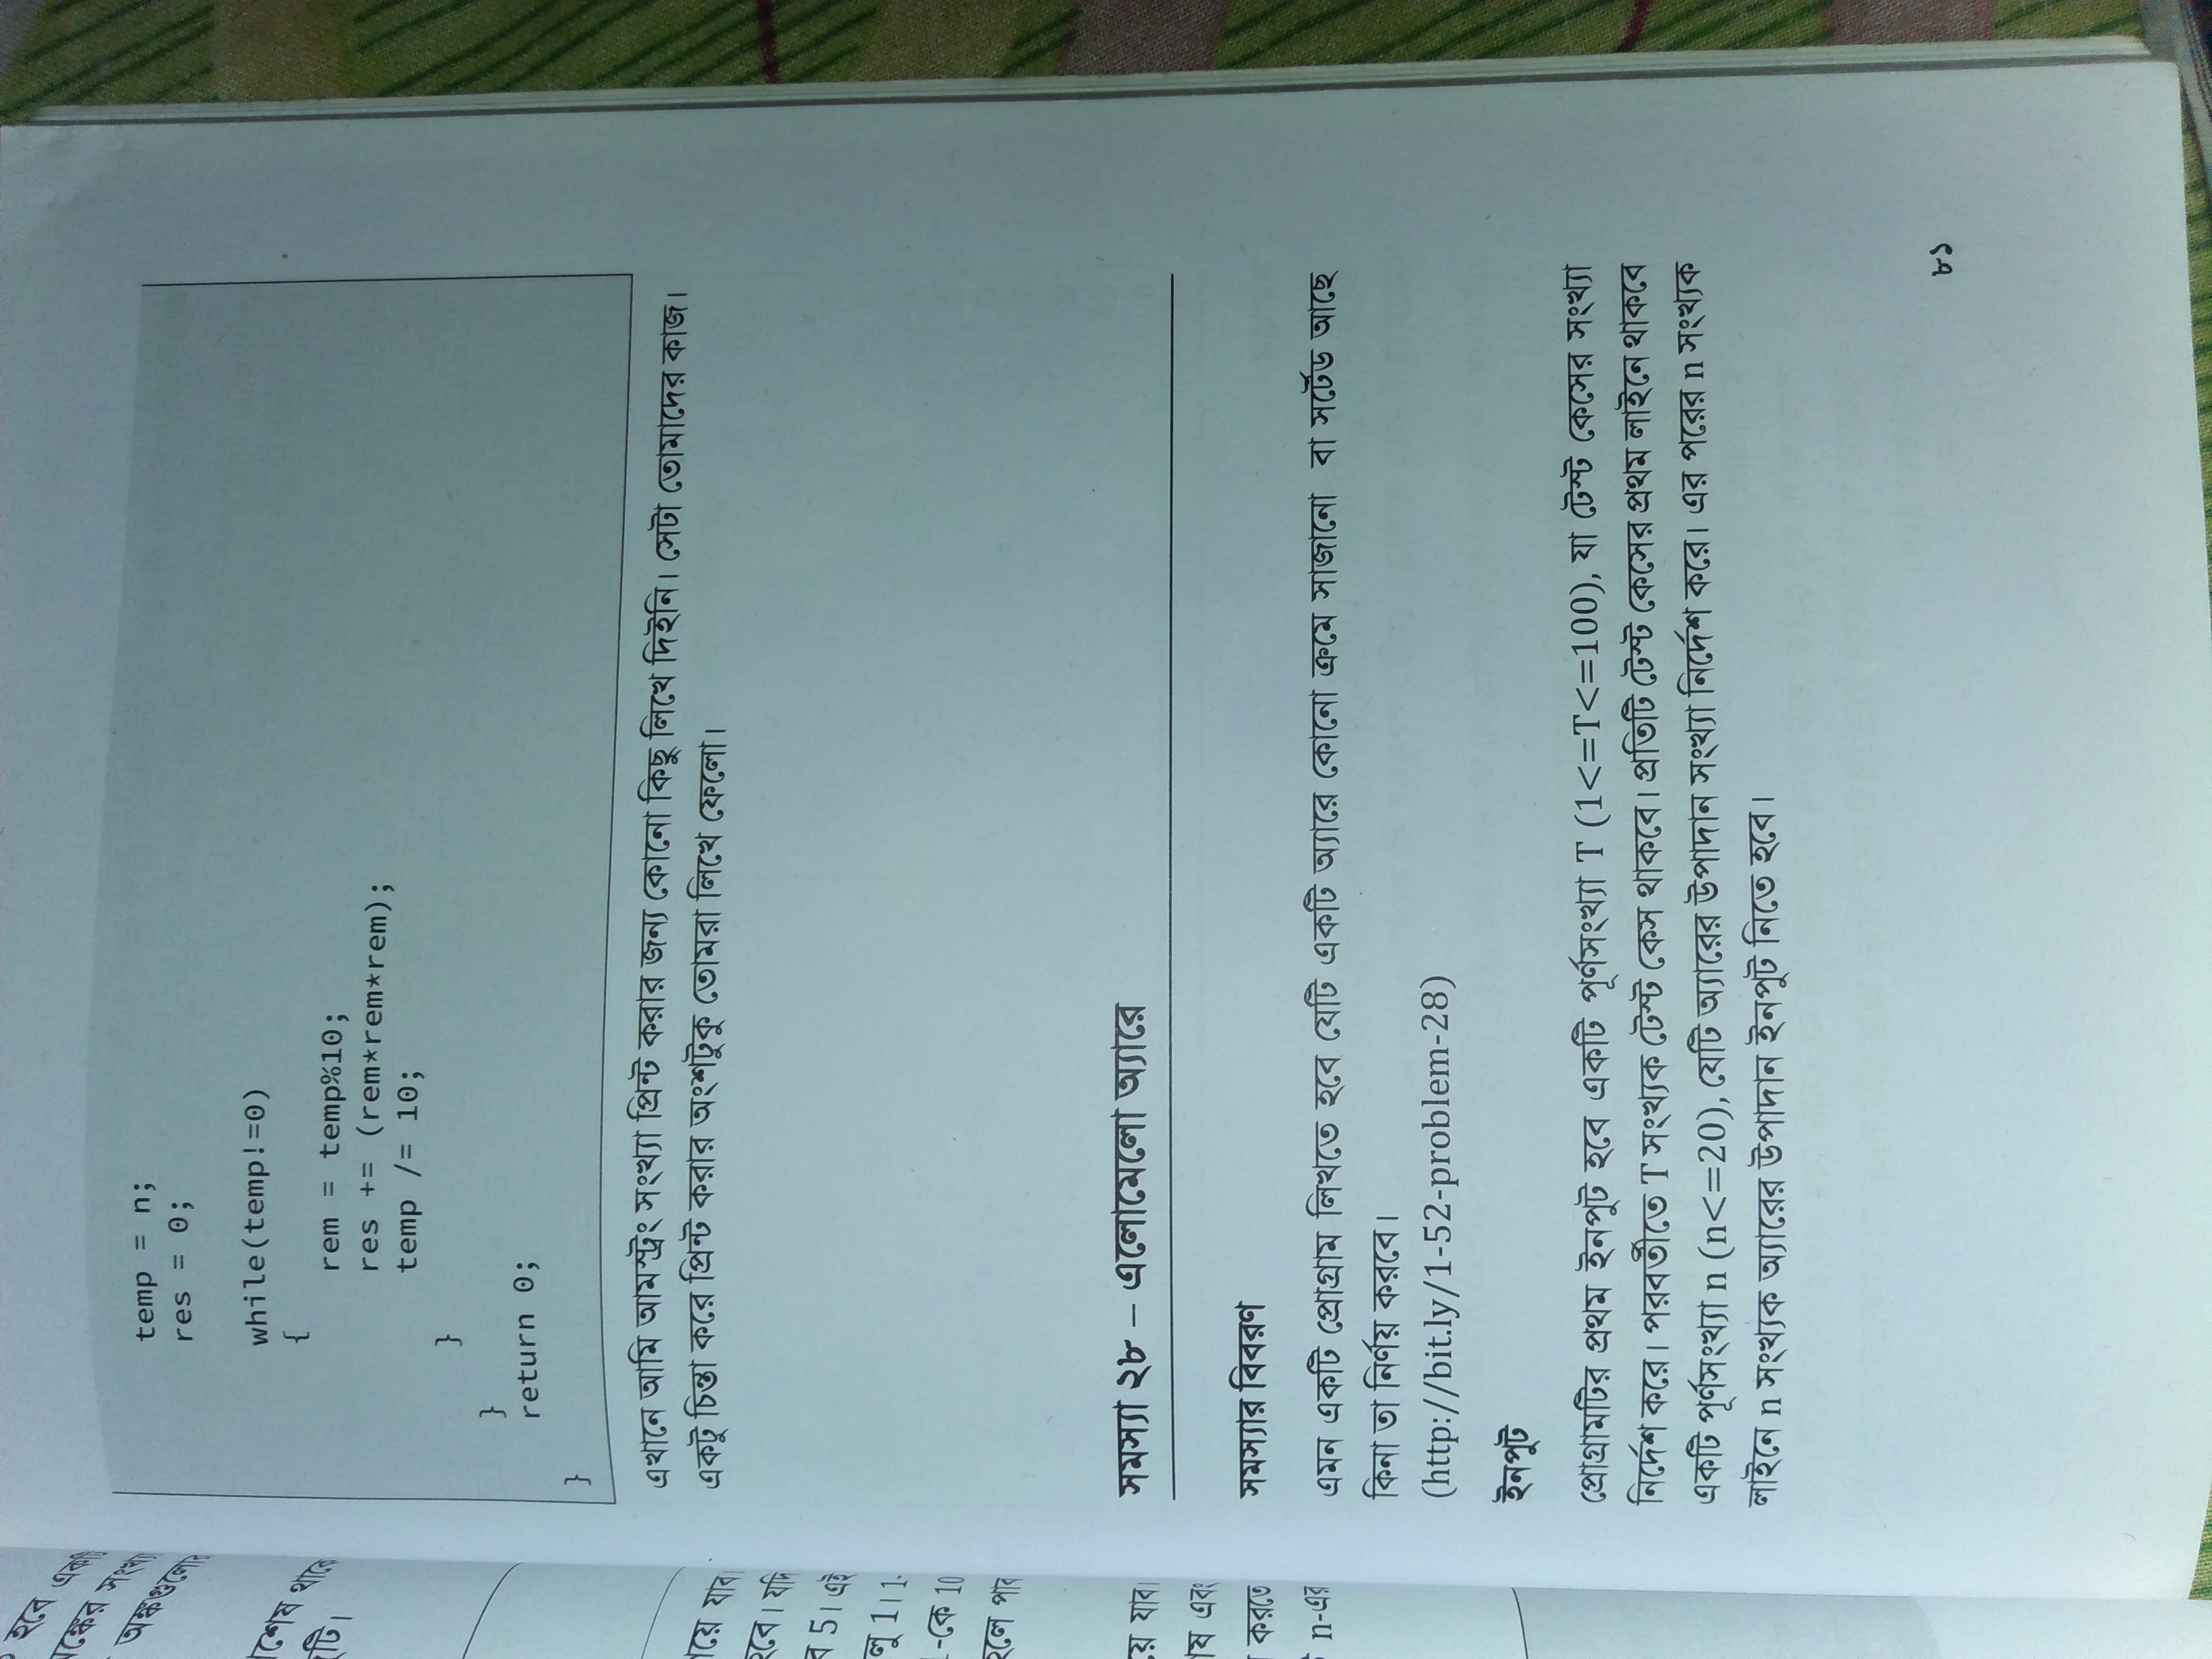 temp = n;
res = 0;
while(temp!=0)
{
rem = temp%10;
res += (rem*rem*rem);
temp /= 10;
}
}
return 0;
}
এখানে আমি আমস্ট্রং সংখ্যা প্রিন্ট করার জন্য কোনো কিছু লিখে দিইনি। সেটা তোমাদের কাজ।
একটু চিন্তা করে প্রিন্ট করার অংশটুকু তোমরা লিখে ফেলো।
সমস্যা ২৮ – এলোমেলো অ্যারে
সমস্যার বিবরণ
এমন একটি প্রোগ্রাম লিখতে হবে যেটি একটি অ্যারে কোনো ক্রমে সাজানো বা সর্টেড আছে
কিনা তা নির্ণয় করবে।
(http://bit.ly/1-52-problem-28)
ইনপুট
প্রোগ্রামটির প্রথম ইনপুট হবে একটি পূর্ণসংখ্যা T (1<=T<=100), যা টেস্ট কেসের সংখ্যা
নির্দেশ করে। পরবর্তীতে T সংখ্যক টেস্ট কেস থাকবে। প্রতিটি টেস্ট কেসের প্রথম লাইনে থাকবে
একটি পূর্ণসংখ্যা n (n<=20), যেটি অ্যারের উপাদান সংখ্যা নির্দেশ করে। এর পরের n সংখ্যক
লাইনে n সংখ্যক অ্যারের উপাদান ইনপুট নিতে হবে।
৮১